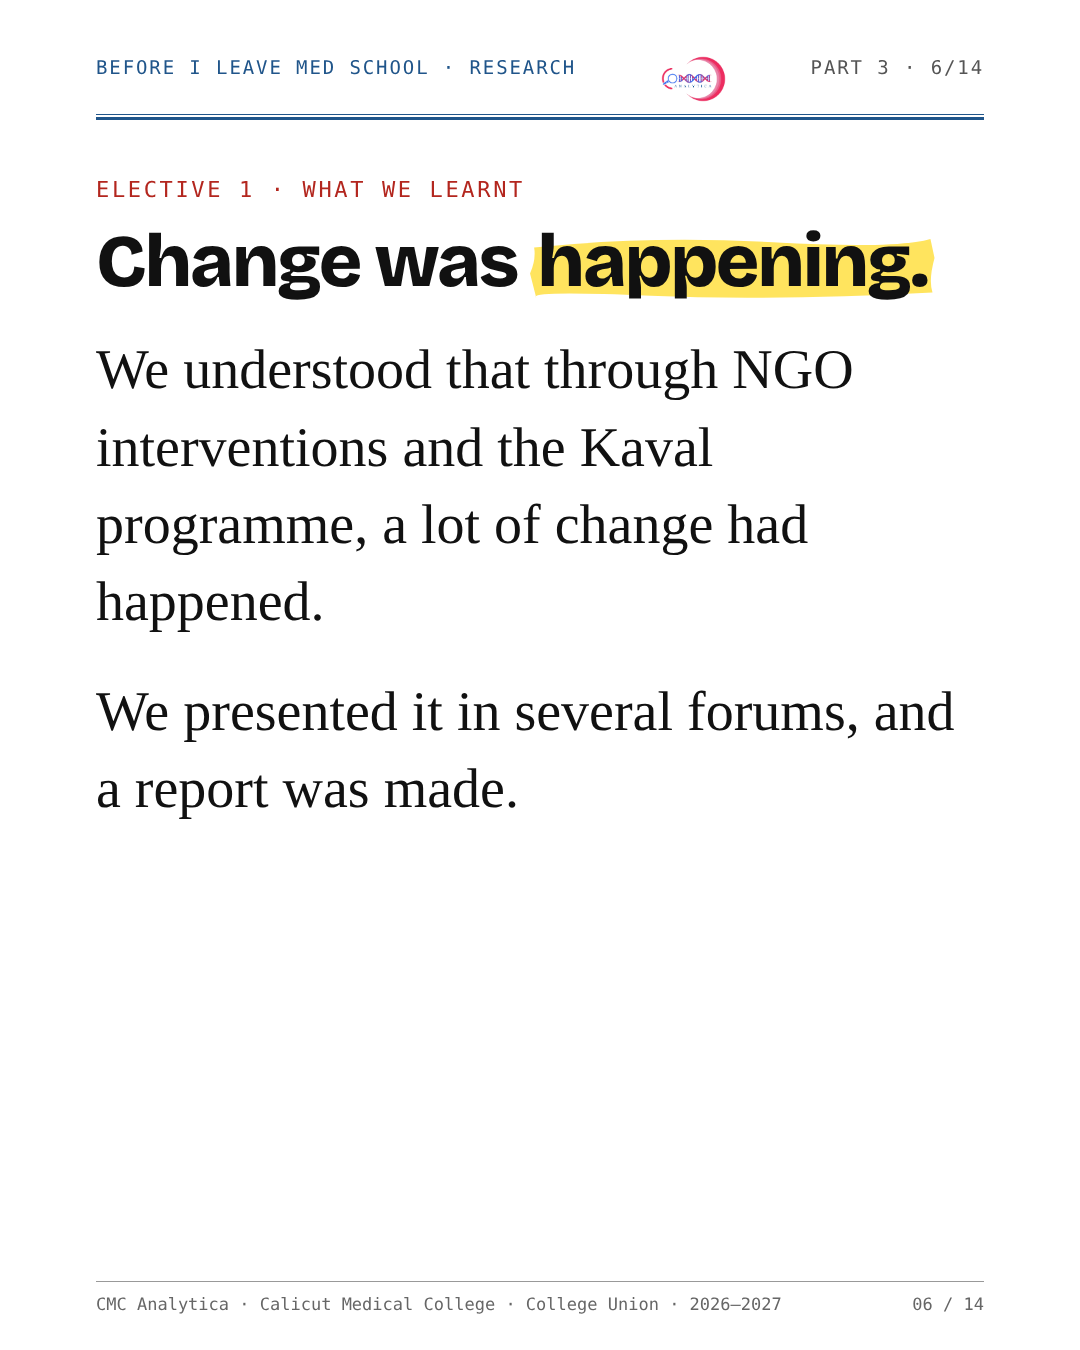 BEFORE I LEAVE MED SCHOOL · RESEARCH
ANALYTICA
PART 3 · 6/14
ELECTIVE 1 · WHAT WE LEARNT
Change was happening.
We understood that through NGO
interventions and the Kaval
programme, a lot of change had
happened.
We presented it in several forums, and
a report was made.
CMC Analytica · Calicut Medical College · College Union · 2026–2027
06 / 14